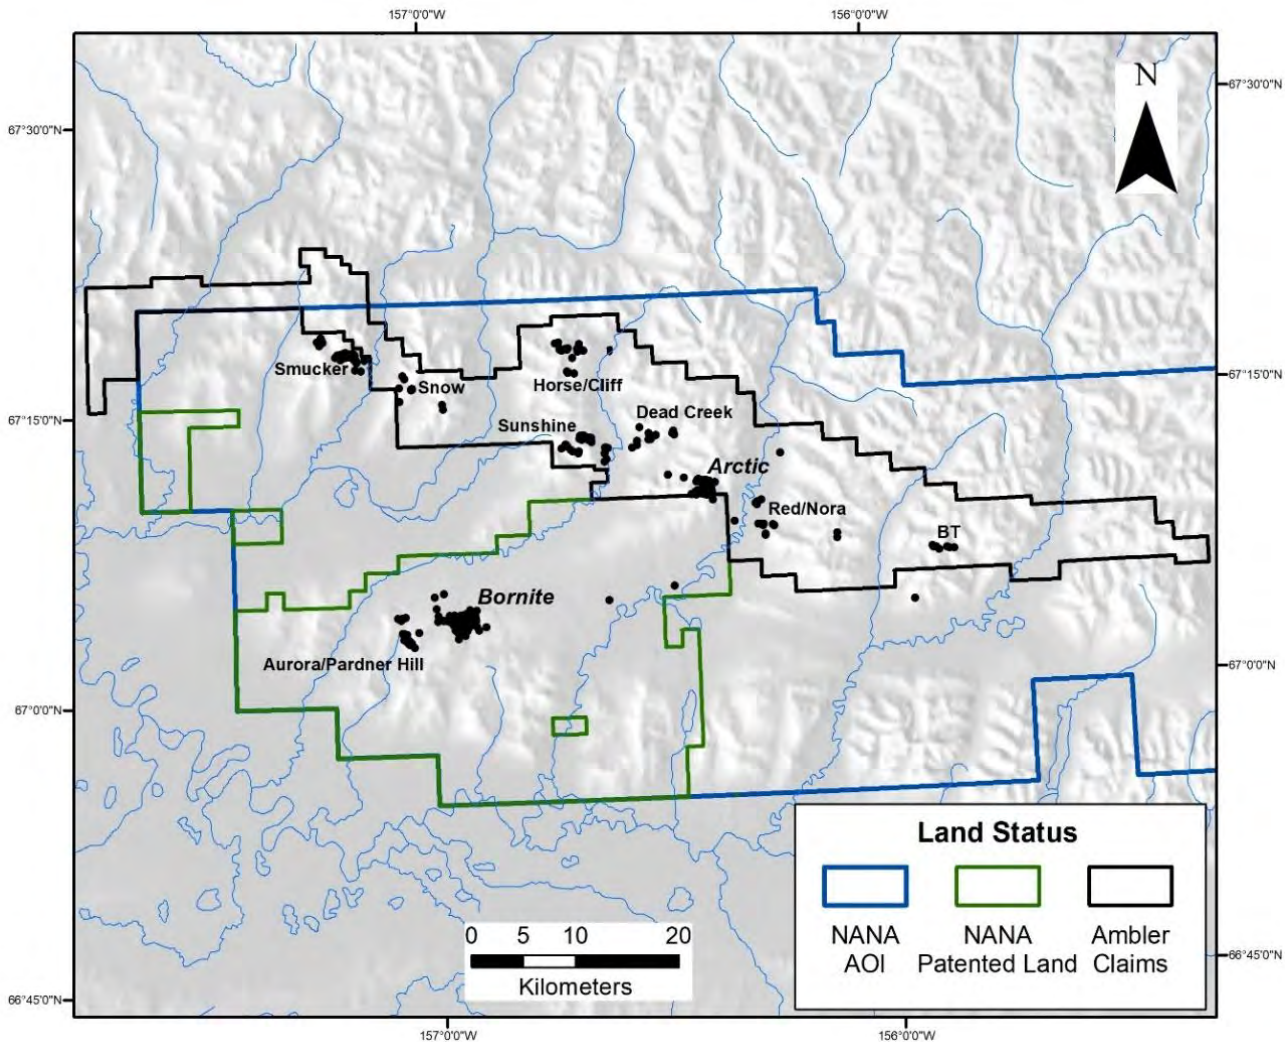 157°0'0"W
156°0'0"W
N
67°30'0"N
67°30'0"N
Smucker
Snow
Horse/Cliff
67°15'0"N
67°15'0"N
Sunshine
Dead Creek
Arctic
Red/Nora
BT
Bornite
Aurora/Pardner Hill
67°0'0"N
67°0'0"N
Land Status
NANA AOI
NANA Patented Land
Ambler Claims
0 5 10 20
Kilometers
66°45'0"N
66°45'0"N
157°0'0"W
156°0'0"W